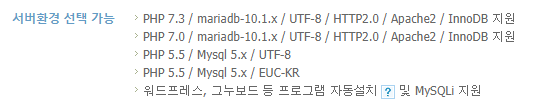 서버환경 선택 가능
PHP 7.3 / mariadb-10.1.x / UTF-8 / HTTP2.0 / Apache2 / InnoDB 지원
PHP 7.0 / mariadb-10.1.x / UTF-8 / HTTP2.0 / Apache2 / InnoDB 지원
PHP 5.5 / Mysql 5.x / UTF-8
PHP 5.5 / Mysql 5.x / EUC-KR
워드프레스, 그누보드 등 프로그램 자동설치 ? 및 MySQLi 지원